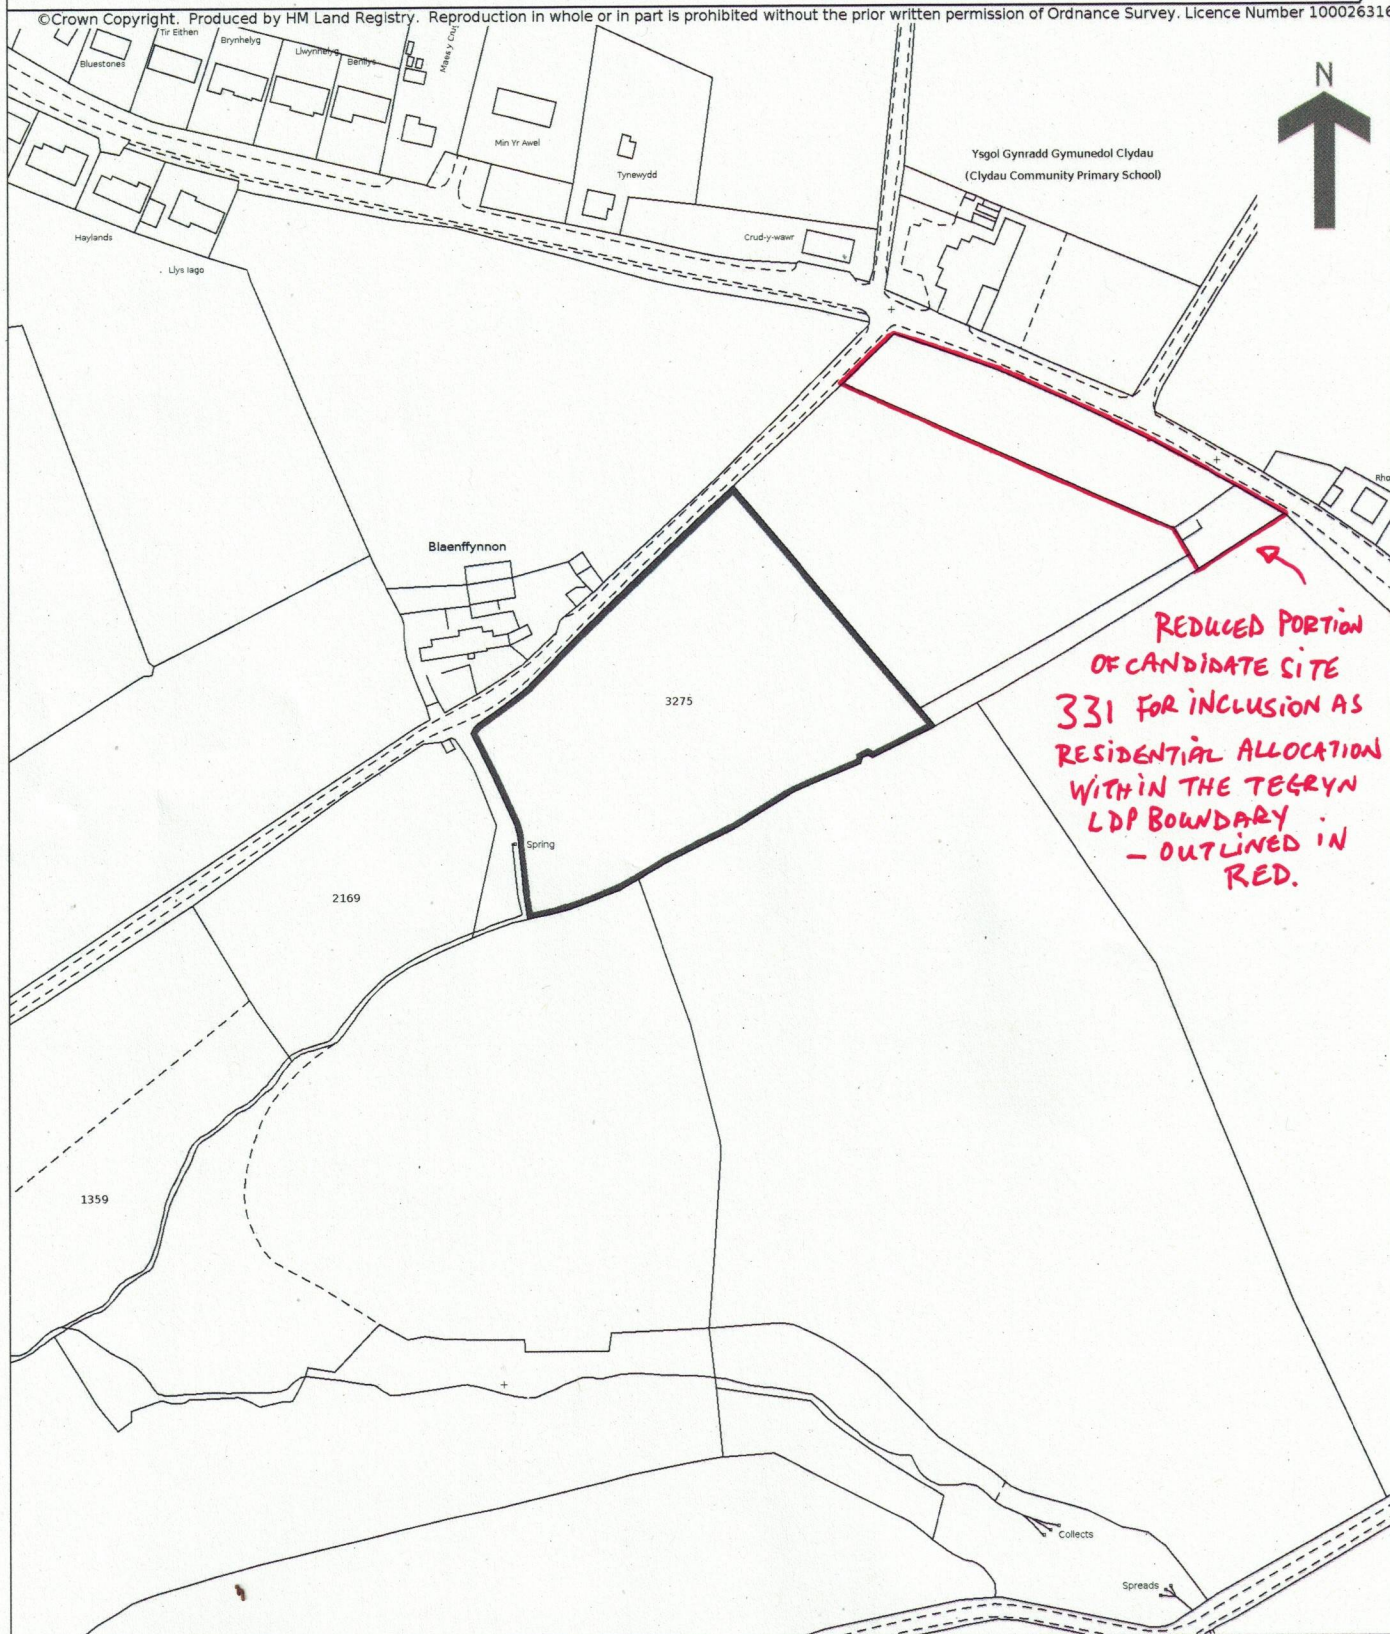 ©Crown Copyright. Produced by HM Land Registry. Reproduction in whole or in part is prohibited without the prior written permission of Ordnance Survey. Licence Number 100026316
Tir Eithen
Brynhelyg
Maes y
Llwynhelyg
Benllys
Bluestones
N
Min Yr Awel
Ysgol Gynradd Gymunedol Clydau
(Clydau Community Primary School)
Tynewydd
Haylands
Crud-y-wawr
Llys Iago
Rho
Blaenffynnon
REDUCED PORTION
OF CANDIDATE SITE
331 FOR INCLUSION AS
RESIDENTIAL ALLOCATION
WITHIN THE TEGRYN
LDP BOUNDARY
– OUTLINED IN
RED.
3275
Spring
2169
1359
Collects
Spreads